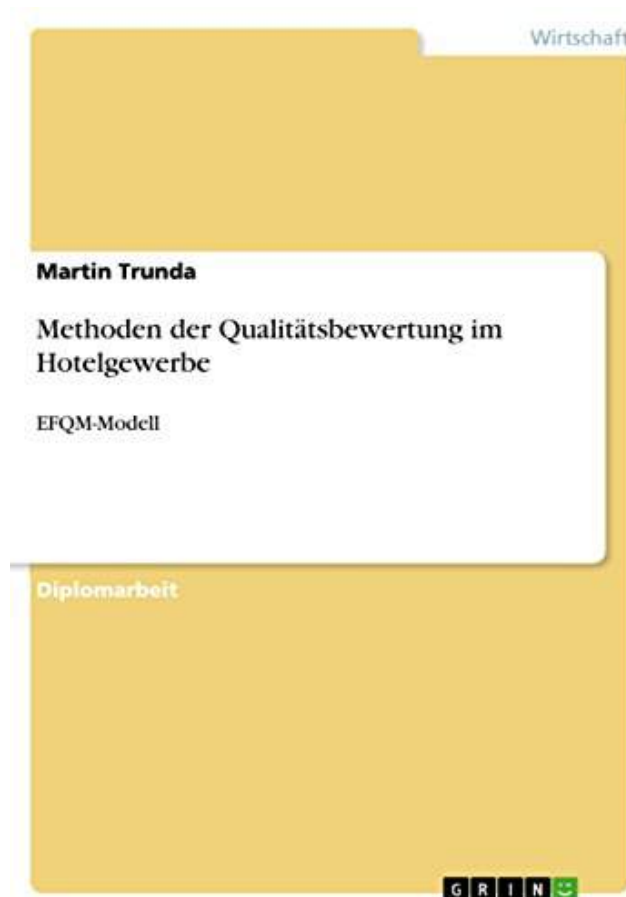 Wirtschaft
Martin Trunda
Methoden der Qualitätsbewertung im
Hotelgewerbe
EFQM-Modell
Diplomarbeit
GRIN